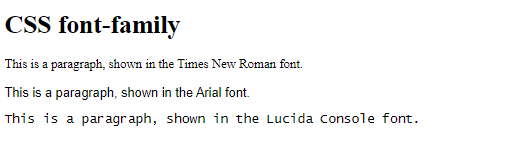 CSS font-family
This is a paragraph, shown in the Times New Roman font.
This is a paragraph, shown in the Arial font.
This is a paragraph, shown in the Lucida Console font.